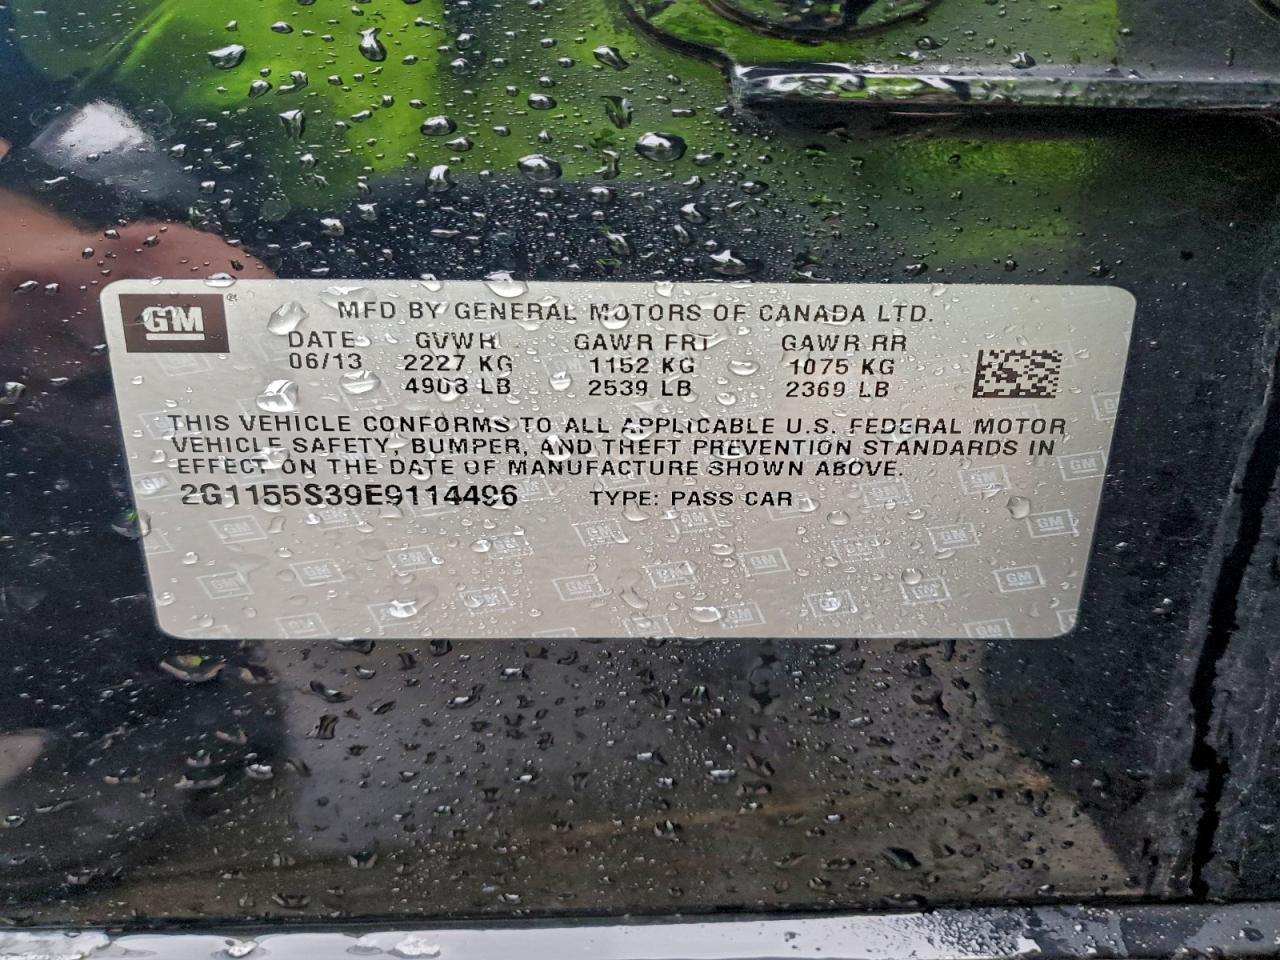 GM®
MFD BY GENERAL MOTORS OF CANADA LTD.
DATE GVWR GAWR FRT GAWR RR
06/13 2227 KG 1152 KG 1075 KG
4908 LB 2539 LB 2369 LB
THIS VEHICLE CONFORMS TO ALL APPLICABLE U.S. FEDERAL MOTOR
VEHICLE SAFETY, BUMPER, AND THEFT PREVENTION STANDARDS IN
EFFECT ON THE DATE OF MANUFACTURE SHOWN ABOVE.
2G1155S39E9114496 TYPE: PASS CAR